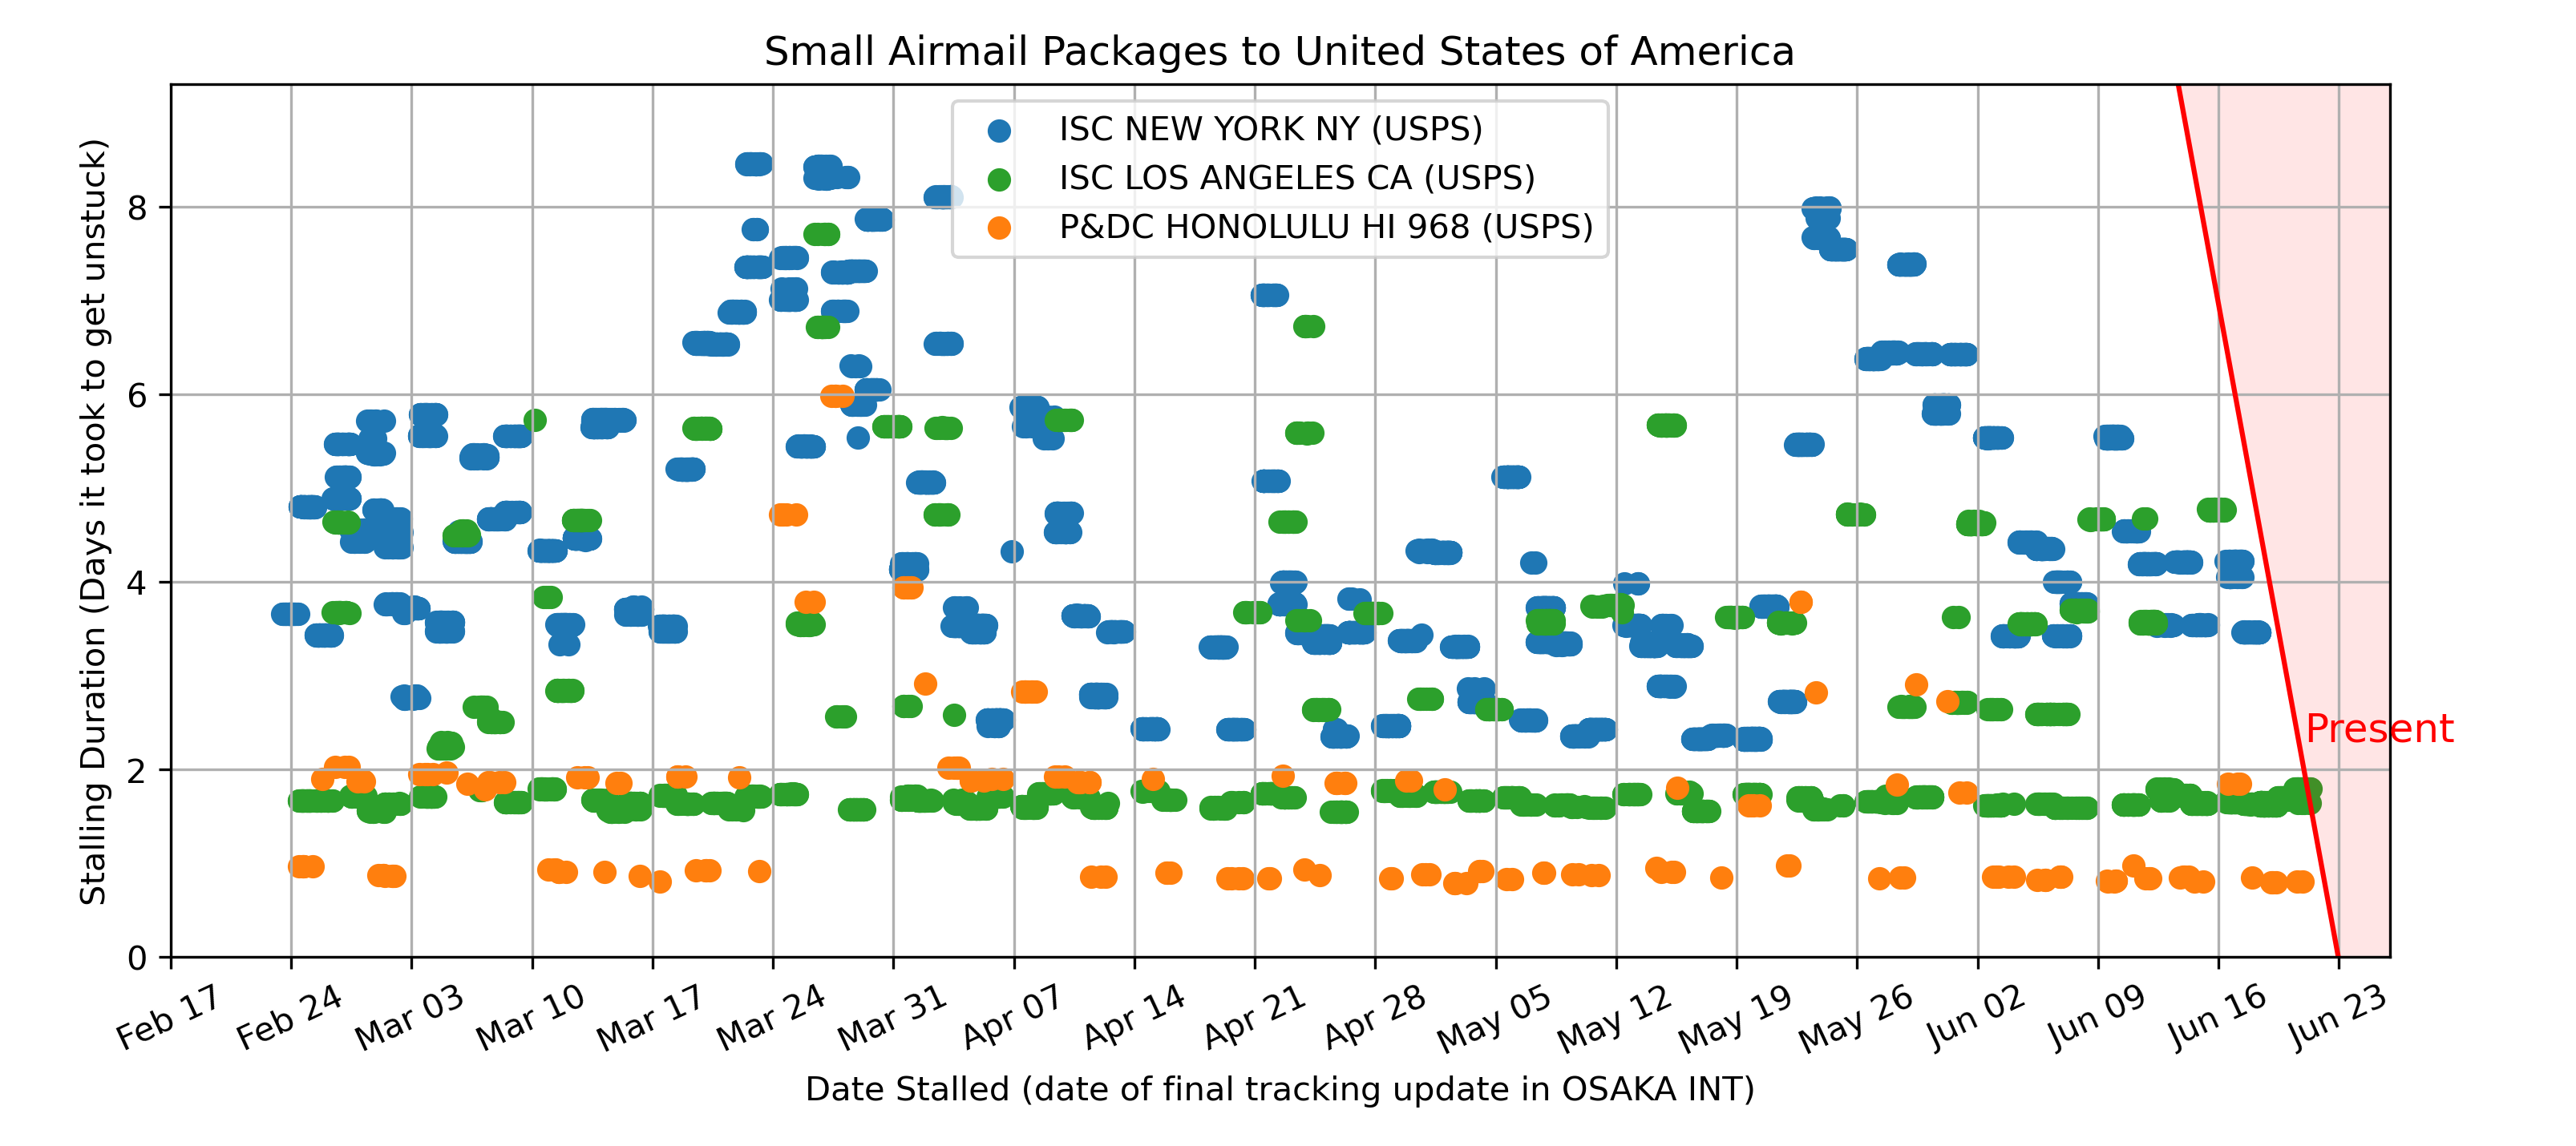 Small Airmail Packages to United States of America
ISC NEW YORK NY (USPS)
ISC LOS ANGELES CA (USPS)
P&DC HONOLULU HI 968 (USPS)
Stalling Duration (Days it took to get unstuck)
8
6
4
2
0
Present
Feb 17
Feb 24
Mar 03
Mar 10
Mar 17
Mar 24
Mar 31
Apr 07
Apr 14
Apr 21
Apr 28
May 05
May 12
May 19
May 26
Jun 02
Jun 09
Jun 16
Jun 23
Date Stalled (date of final tracking update in OSAKA INT)